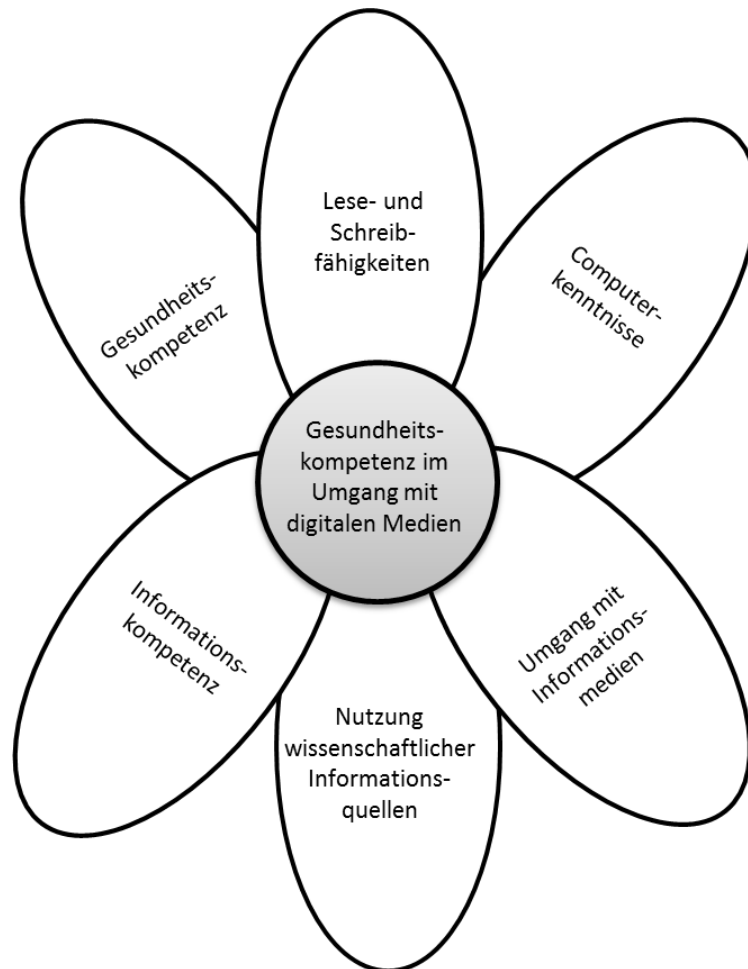 Lese- und
Schreib-
fähigkeiten
Gesundheits-
kompetenz
Computer-
kenntnisse
Gesundheits-
kompetenz im
Umgang mit
digitalen Medien
Informations-
kompetenz
Umgang mit
Informations-
medien
Nutzung
wissenschaftlicher
Informations-
quellen